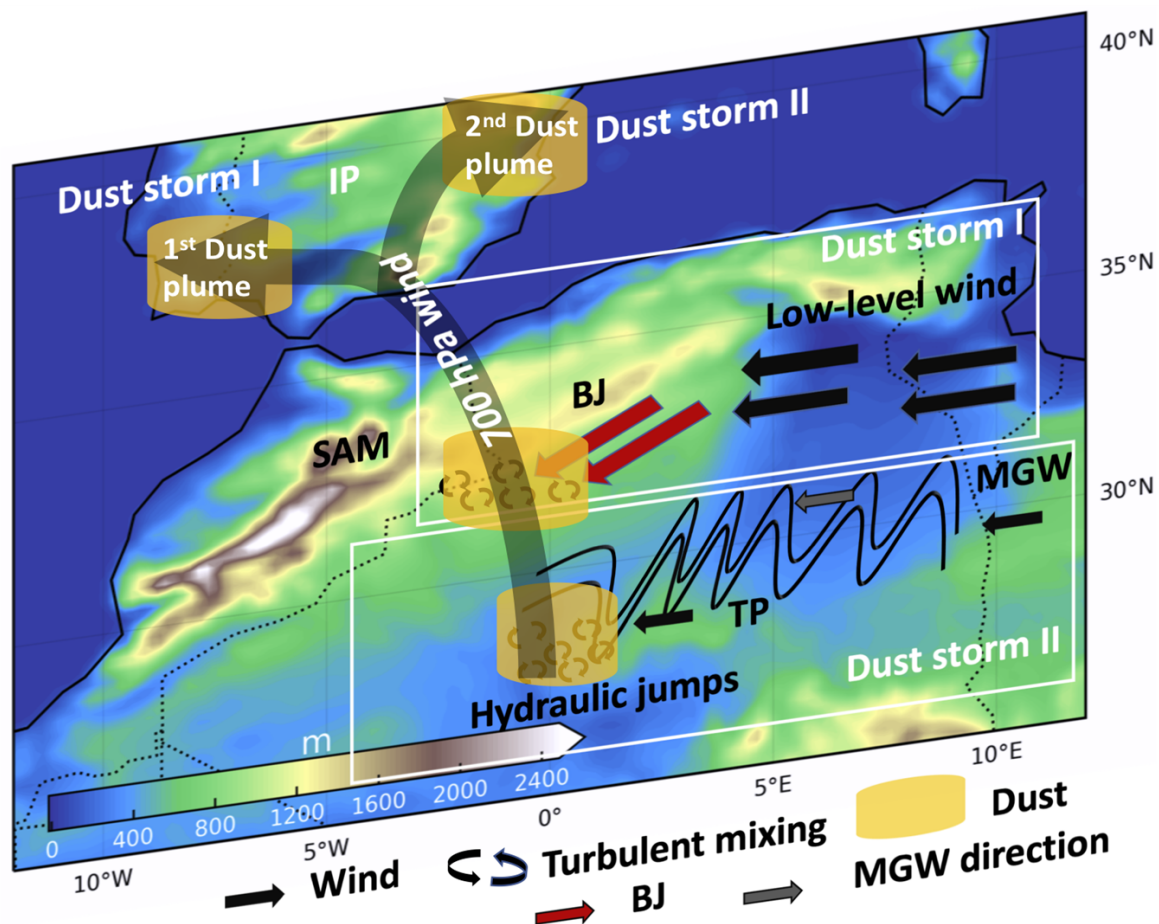 40°N
2nd Dust
plume
Dust storm II
Dust storm I
IP
1st Dust
plume
Dust storm I
35°N
Low-level wind
700 hpa wind
BJ
SAM
30°N
MGW
TP
Dust storm II
Hydraulic jumps
m
0 400 800 1200 1600 2000 2400
10°W
5°W
0°
5°E
10°E
Dust
Wind
Turbulent mixing
BJ
MGW direction